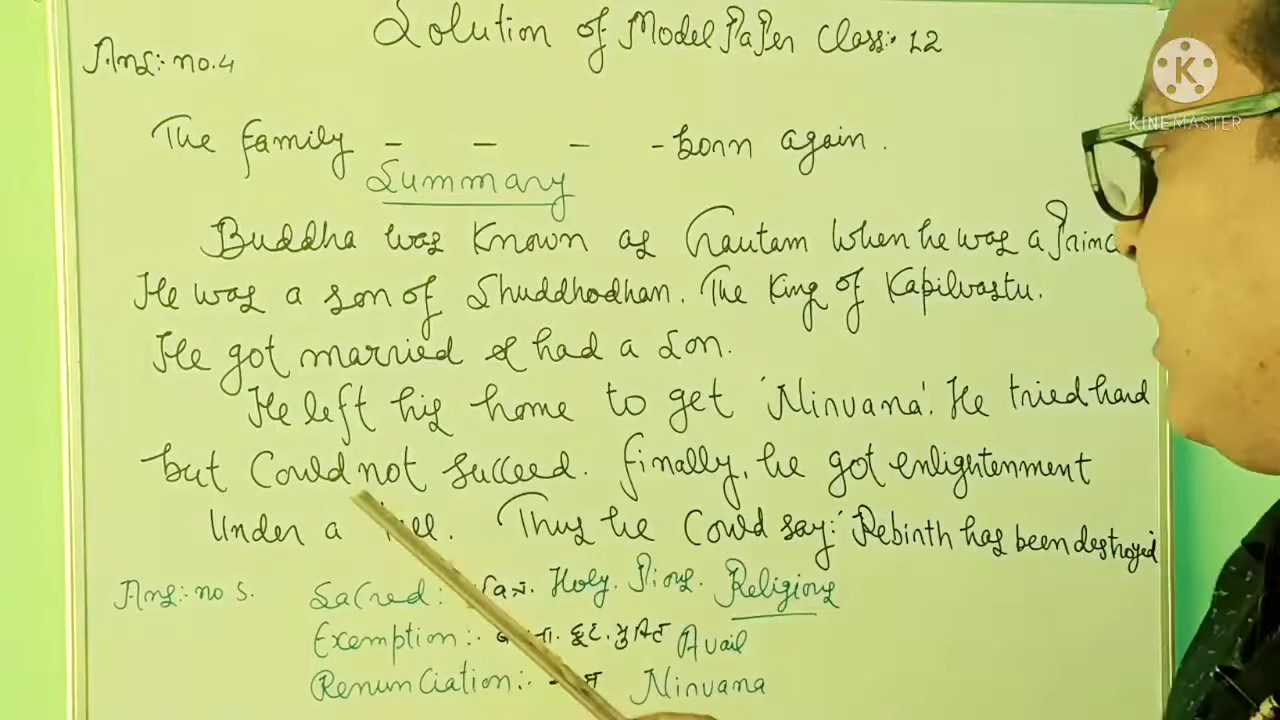 Solution of Model Paper Class:- 12
Ans:- no. 4
The family - - - - born again.
Summary
Buddha was known as Gautam when he was a
He was a son of Shuddhodhan. The King of Kapilvastu.
He got married & had a son.
He left his home to get 'Nirvana'. He tried hard
but could not succeed. finally, he got enlightenment
Under a Thus he could say: 'Rebirth has been destroyed
Ans:- no 5. Sacred: Holy. Pious. Religious
Exemption:- छूट. मुक्ति Avail
Renunciation:- Nirvana
K
KINEMASTER